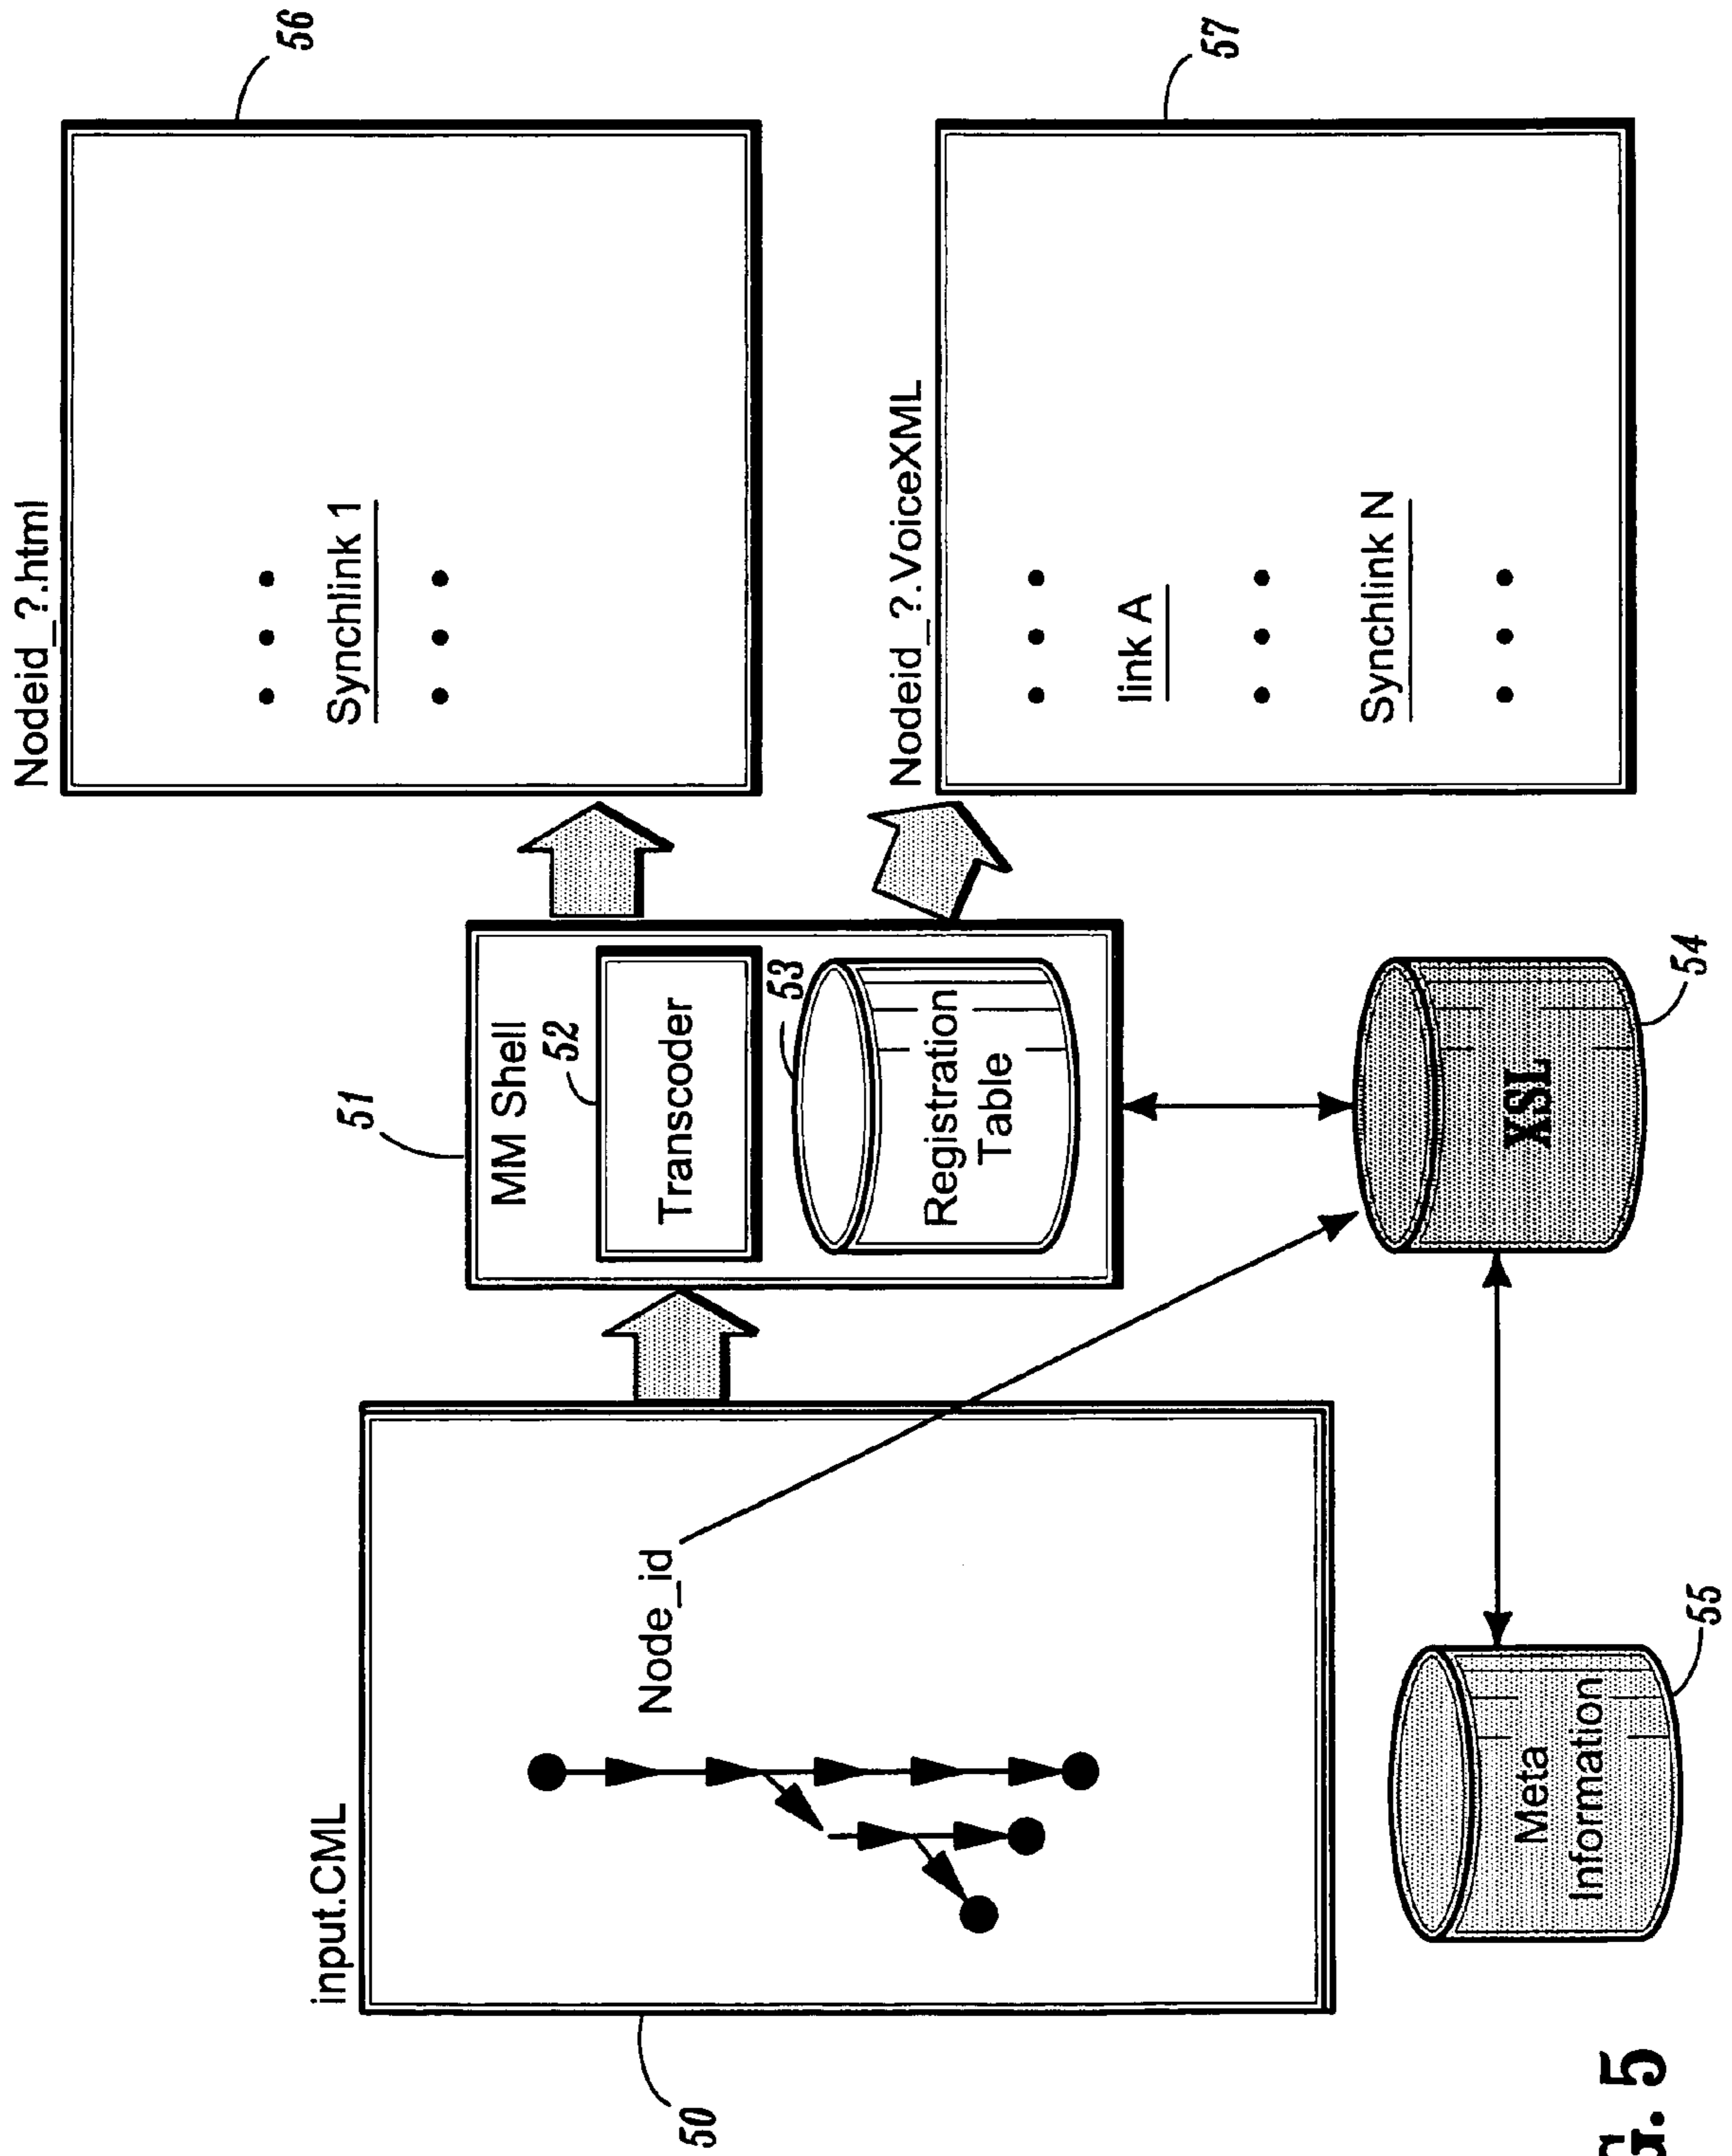 input.CML
50
Node_id
51
MM Shell
52
Transcoder
53
Registration
Table
XSL
54
Meta
Information
55
Nodeid_?.html
56
Synchlink 1
Nodeid_?.VoiceXML
57
link A
Synchlink N
G. 5